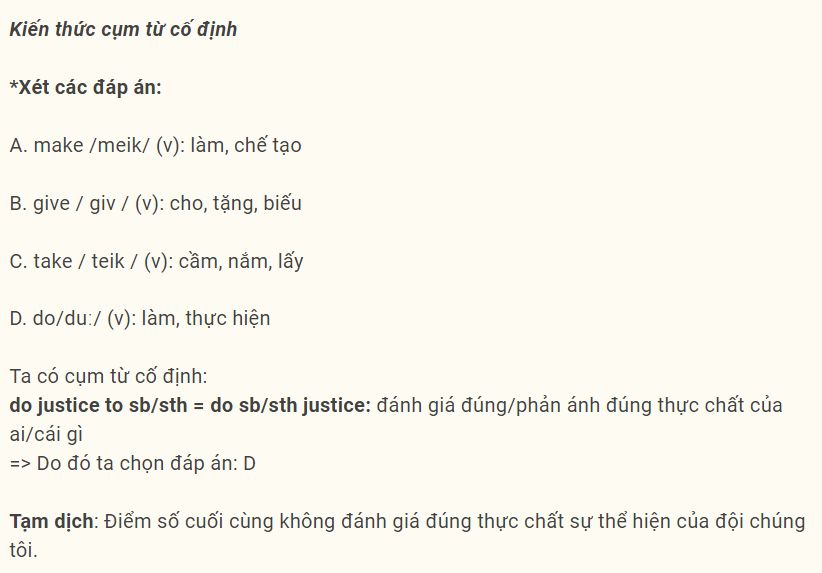 Kiến thức cụm từ cố định
*Xét các đáp án:
A. make /meik/ (v): làm, chế tạo
B. give / giv / (v): cho, tặng, biếu
C. take / teik / (v): cầm, nắm, lấy
D. do/duː/ (v): làm, thực hiện
Ta có cụm từ cố định:
do justice to sb/sth = do sb/sth justice: đánh giá đúng/phản ánh đúng thực chất của
ai/cái gì
=> Do đó ta chọn đáp án: D
Tạm dịch: Điểm số cuối cùng không đánh giá đúng thực chất sự thể hiện của đội chúng
tôi.